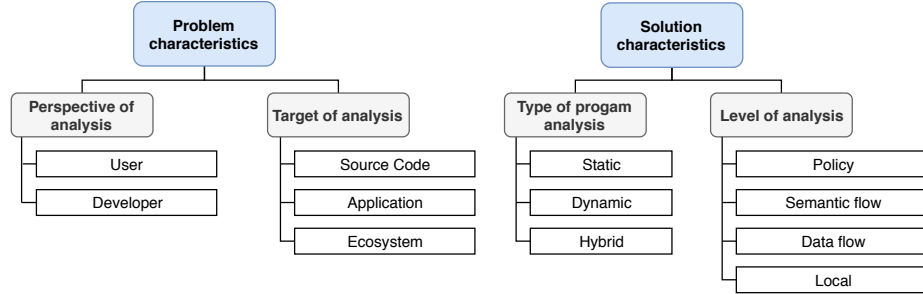 Problem
characteristics
Solution
characteristics
Perspective of
analysis
Target of analysis
Type of progam
analysis
Level of analysis
User
Developer
Source Code
Application
Ecosystem
Static
Dynamic
Hybrid
Policy
Semantic flow
Data flow
Local